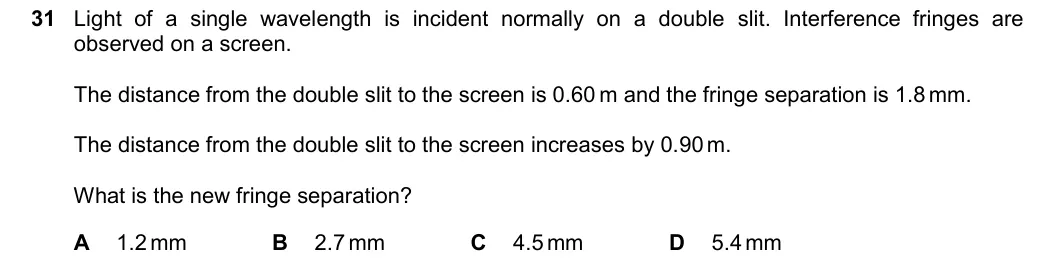 31 Light of a single wavelength is incident normally on a double slit. Interference fringes are
observed on a screen.
The distance from the double slit to the screen is 0.60 m and the fringe separation is 1.8 mm.
The distance from the double slit to the screen increases by 0.90 m.
What is the new fringe separation?
A 1.2 mm B 2.7 mm C 4.5 mm D 5.4 mm